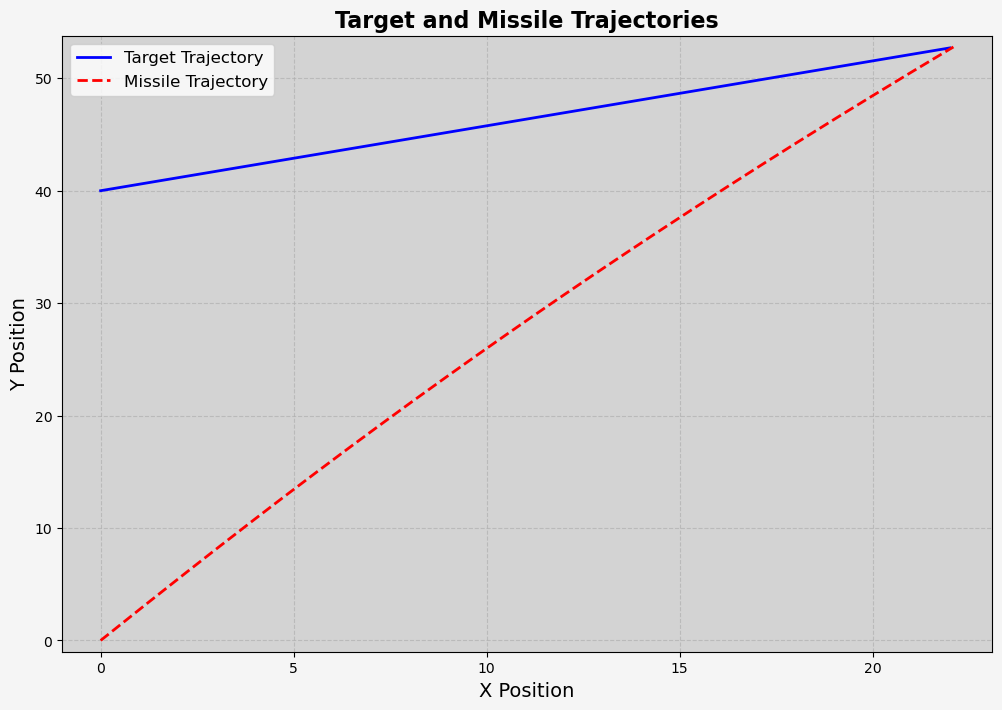 Target and Missile Trajectories
Target Trajectory
Missile Trajectory
Y Position
50
40
30
20
10
0
0 5 10 15 20
X Position